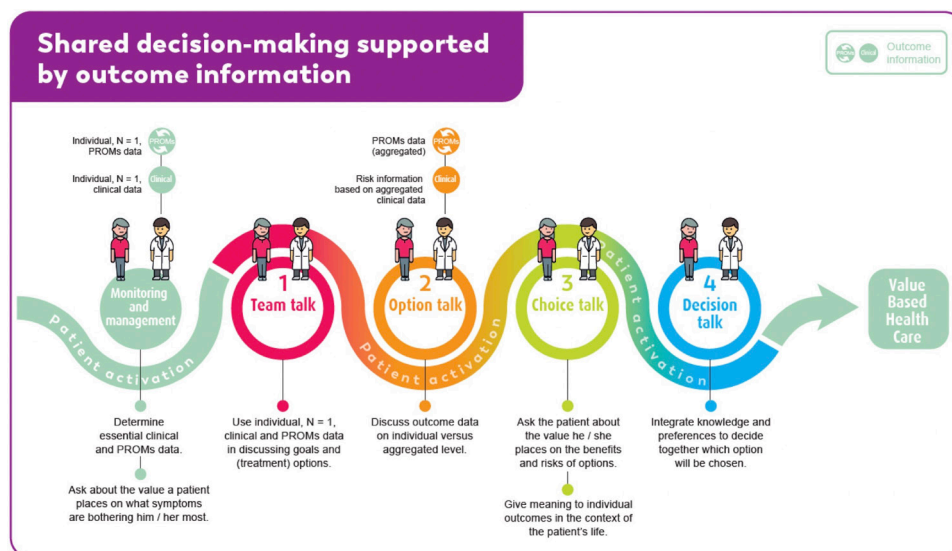 Shared decision-making supported
by outcome information
PROMs
Clinical
Outcome
information
Individual, N = 1,
PROMs data
PROMs
Individual, N = 1,
clinical data
Clinical
PROMs data
(aggregated)
PROMs
Risk information
based on aggregated
clinical data
Clinical
Monitoring
and
management
1
Team talk
2
Option talk
3
Choice talk
4
Decision
talk
Value
Based
Health
Care
Patient activation
Patient activation
Patient activation
Determine
essential clinical
and PROMs data.
Ask about the value a patient
places on what symptoms
are bothering him / her most.
Use individual, N = 1,
clinical and PROMs data
in discussing goals and
(treatment) options.
Discuss outcome data
on individual versus
aggregated level.
Ask the patient about
the value he / she
places on the benefits
and risks of options.
Give meaning to individual
outcomes in the context of
the patient's life.
Integrate knowledge and
preferences to decide
together which option
will be chosen.